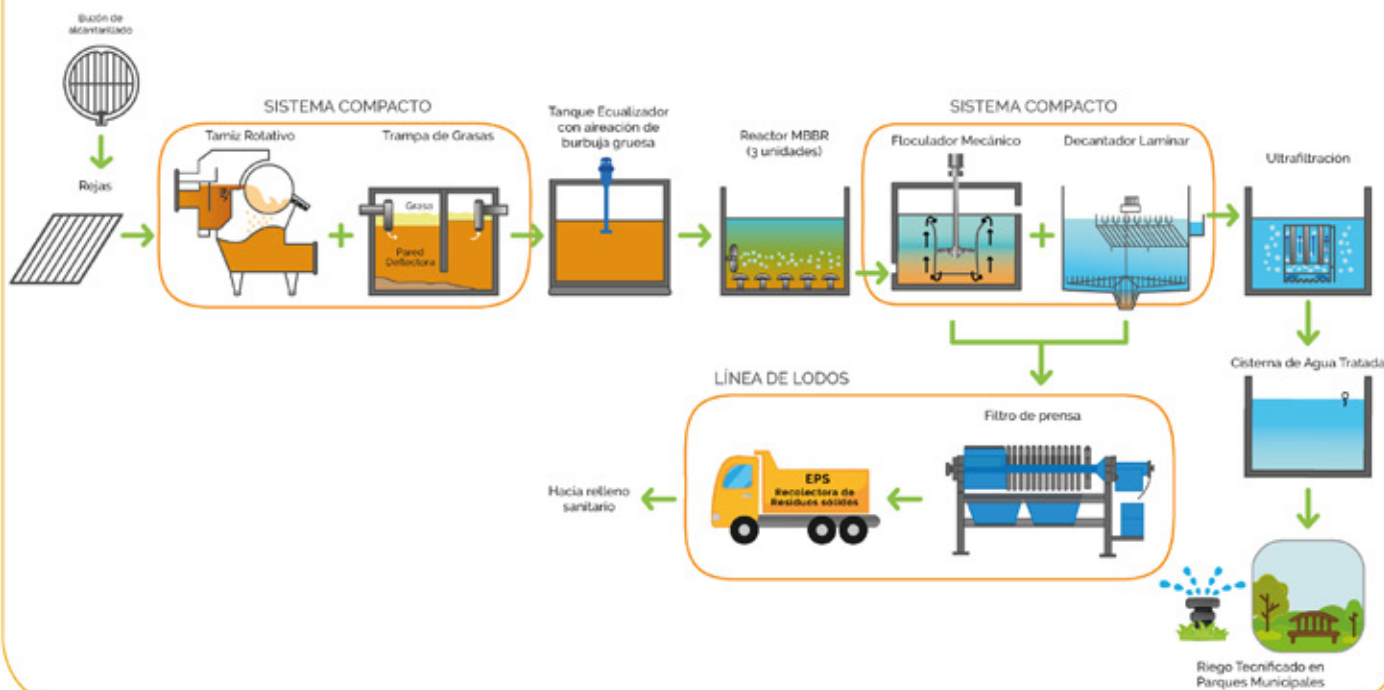 Buzón de
alcantarillado
Rejas
SISTEMA COMPACTO
Tamiz Rotativo
Trampa de Grasas
Grasa
Pared
Deflectora
Tanque Ecualizador
con aireación de
burbuja gruesa
Reactor MBBR
(3 unidades)
SISTEMA COMPACTO
Floculador Mecánico
Decantador Laminar
Ultrafiltración
Cisterna de Agua Tratada
LÍNEA DE LODOS
Filtro de prensa
EPS
Recolectora de
Residues sólidos
Hacia relleno
sanitario
Riego Tecnificado en
Parques Municipales